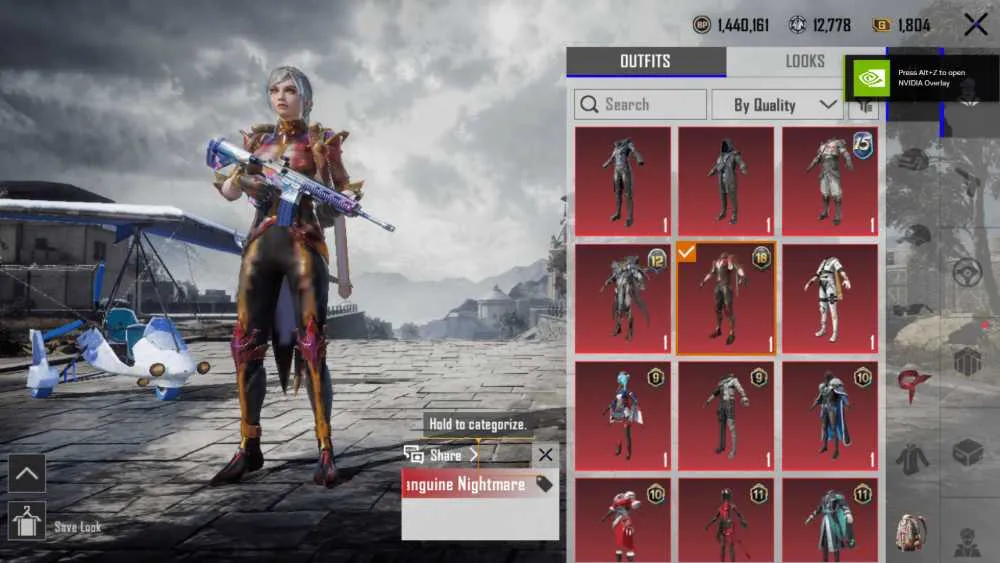 BP 1,440,161 AG 12,778 G 1,804
OUTFITS
LOOKS
Press Alt+Z to open
NVIDIA Overlay
Search
By Quality
15
1
1
1
12
18
1
1
1
9
9
10
1
1
1
10
11
11
Hold to categorize.
Share
anguine Nightmare
Save Look